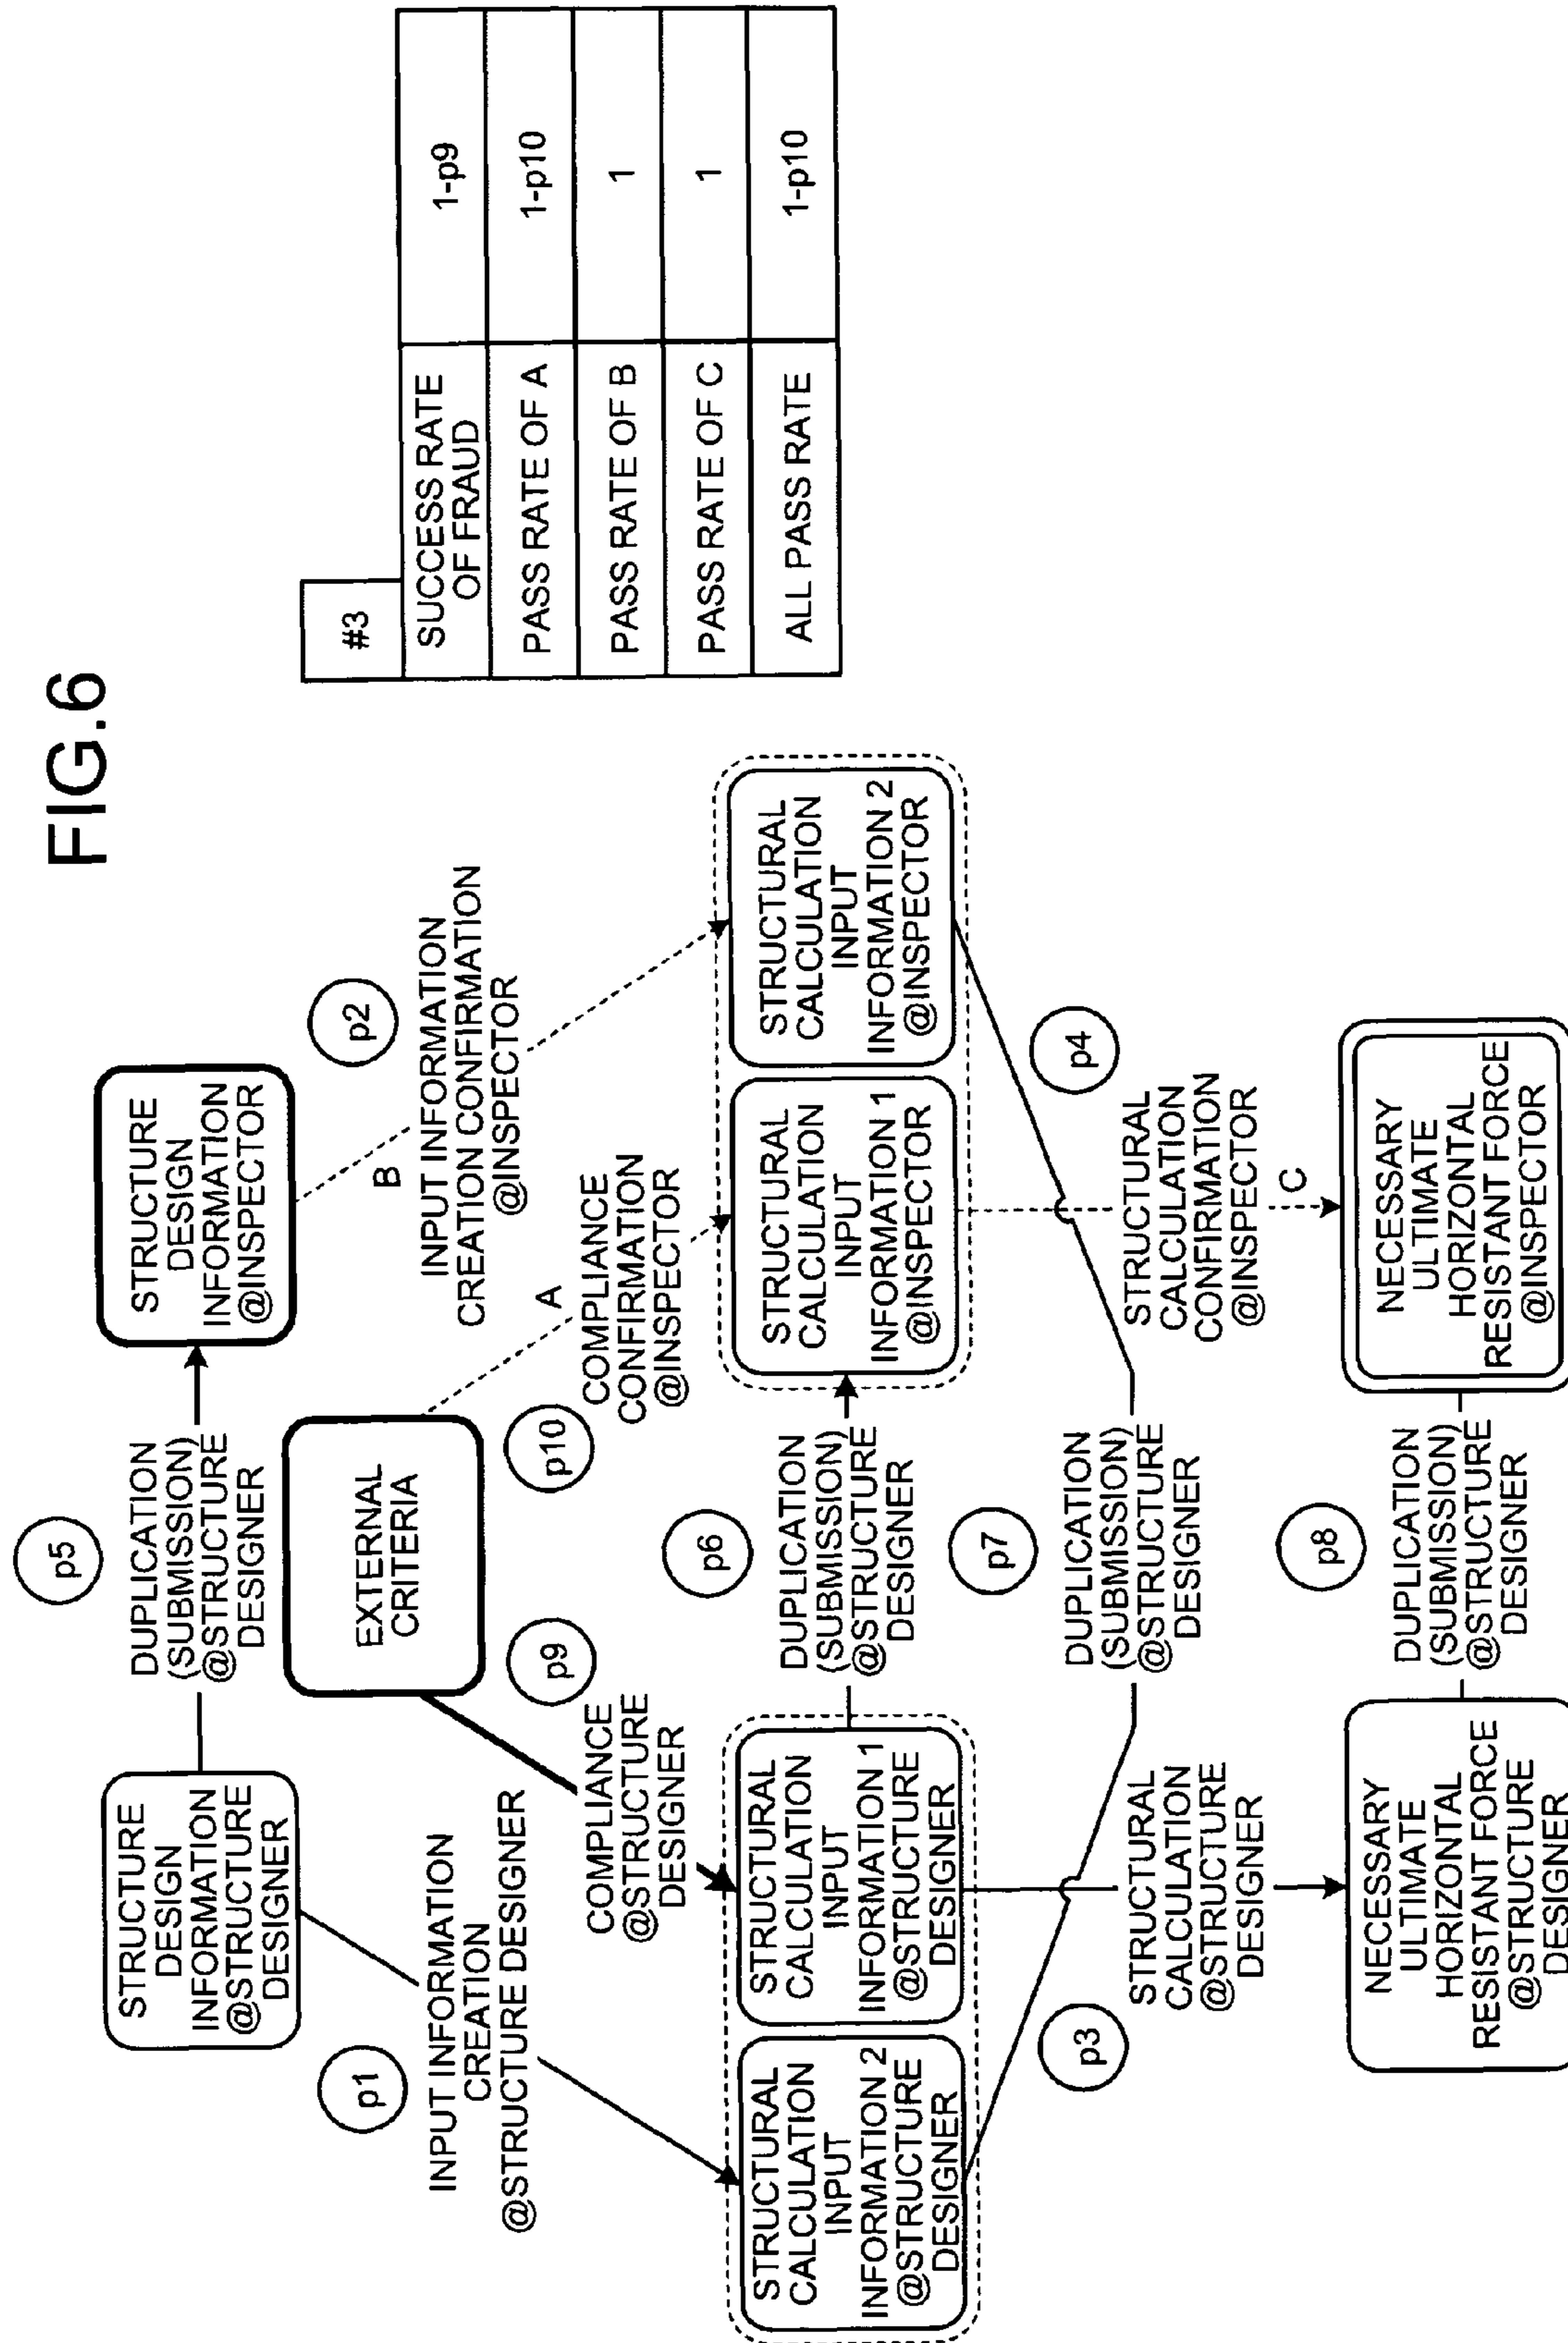 FIG.6
p5
STRUCTURE
DESIGN
INFORMATION
@STRUCTURE
DESIGNER
DUPLICATION
(SUBMISSION)
@STRUCTURE
DESIGNER
STRUCTURE
DESIGN
INFORMATION
@INSPECTOR
EXTERNAL
CRITERIA
p1
INPUT INFORMATION
CREATION
@STRUCTURE DESIGNER
p9
COMPLIANCE
@STRUCTURE
DESIGNER
p10
A
COMPLIANCE
CONFIRMATION
@INSPECTOR
p2
B
INPUT INFORMATION
CREATION CONFIRMATION
@INSPECTOR
STRUCTURAL
CALCULATION
INPUT
INFORMATION 2
@STRUCTURE
DESIGNER
STRUCTURAL
CALCULATION
INPUT
INFORMATION 1
@STRUCTURE
DESIGNER
p6
DUPLICATION
(SUBMISSION)
@STRUCTURE
DESIGNER
STRUCTURAL
CALCULATION
INPUT
INFORMATION 1
@INSPECTOR
STRUCTURAL
CALCULATION
INPUT
INFORMATION 2
@INSPECTOR
p3
STRUCTURAL
CALCULATION
@STRUCTURE
DESIGNER
p7
DUPLICATION
(SUBMISSION)
@STRUCTURE
DESIGNER
p4
STRUCTURAL
CALCULATION
CONFIRMATION
@INSPECTOR
C
NECESSARY
ULTIMATE
HORIZONTAL
RESISTANT FORCE
@STRUCTURE
DESIGNER
p8
DUPLICATION
(SUBMISSION)
@STRUCTURE
DESIGNER
NECESSARY
ULTIMATE
HORIZONTAL
RESISTANT FORCE
@INSPECTOR
#3
SUCCESS RATE
OF FRAUD
1-p9
PASS RATE OF A
1-p10
PASS RATE OF B
1
PASS RATE OF C
1
ALL PASS RATE
1-p10